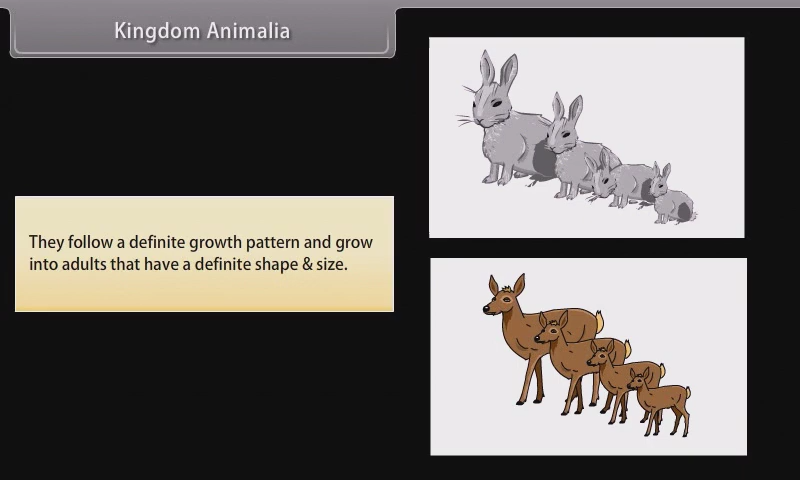 Kingdom Animalia
They follow a definite growth pattern and grow
into adults that have a definite shape & size.